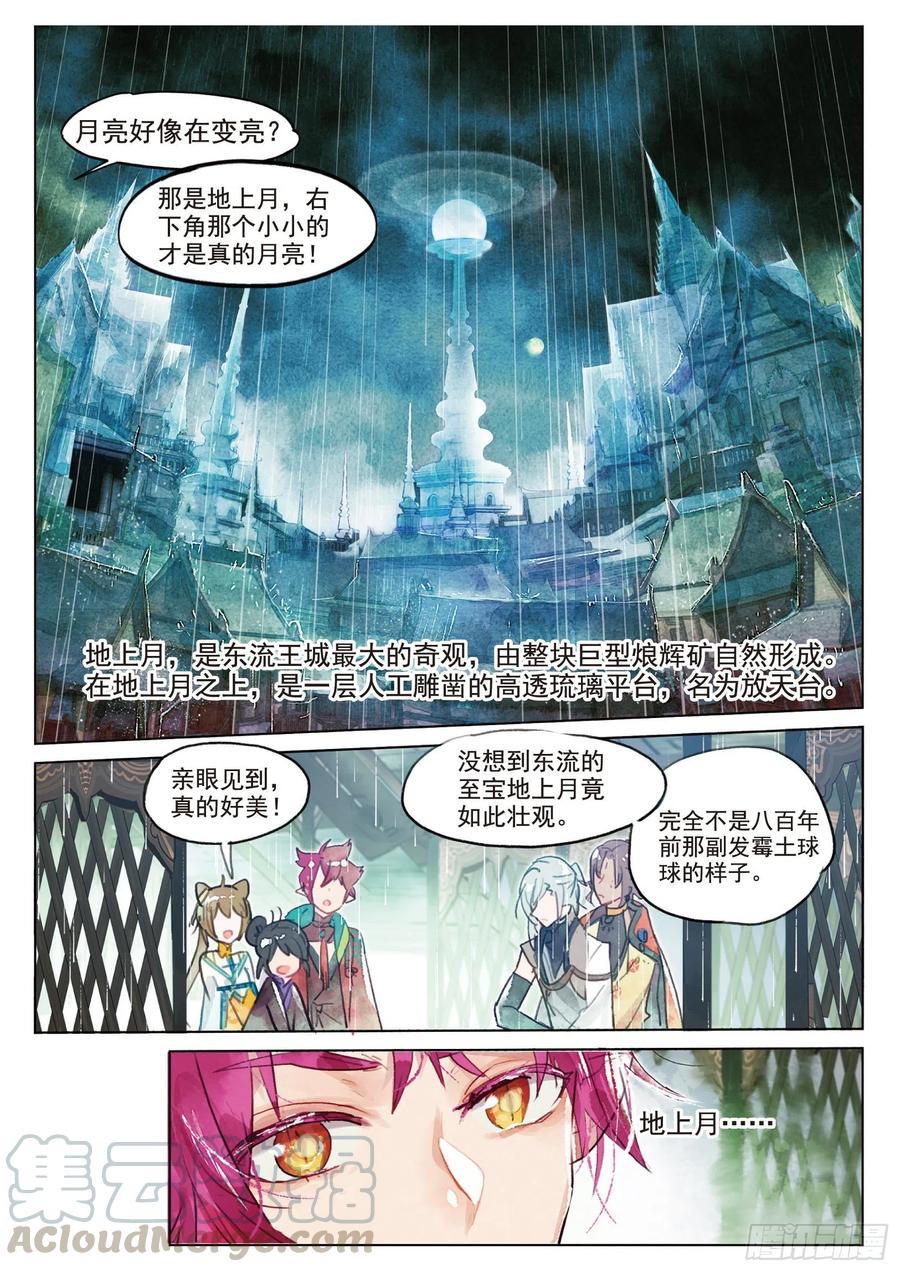 月亮好像在变亮？
那是地上月，右
下角那个小小的
才是真的月亮！
地上月，是东流王城最大的奇观，由整块巨型烺辉矿自然形成。
在地上月之上，是一层人工雕凿的高透琉璃平台，名为放天台。
亲眼见到，
真的好美！
没想到东流的
至宝地上月竟
如此壮观。
完全不是八百年
前那副发霉土球
球的样子。
地上月……
集云数据
ACloudMerge.com
腾讯动漫